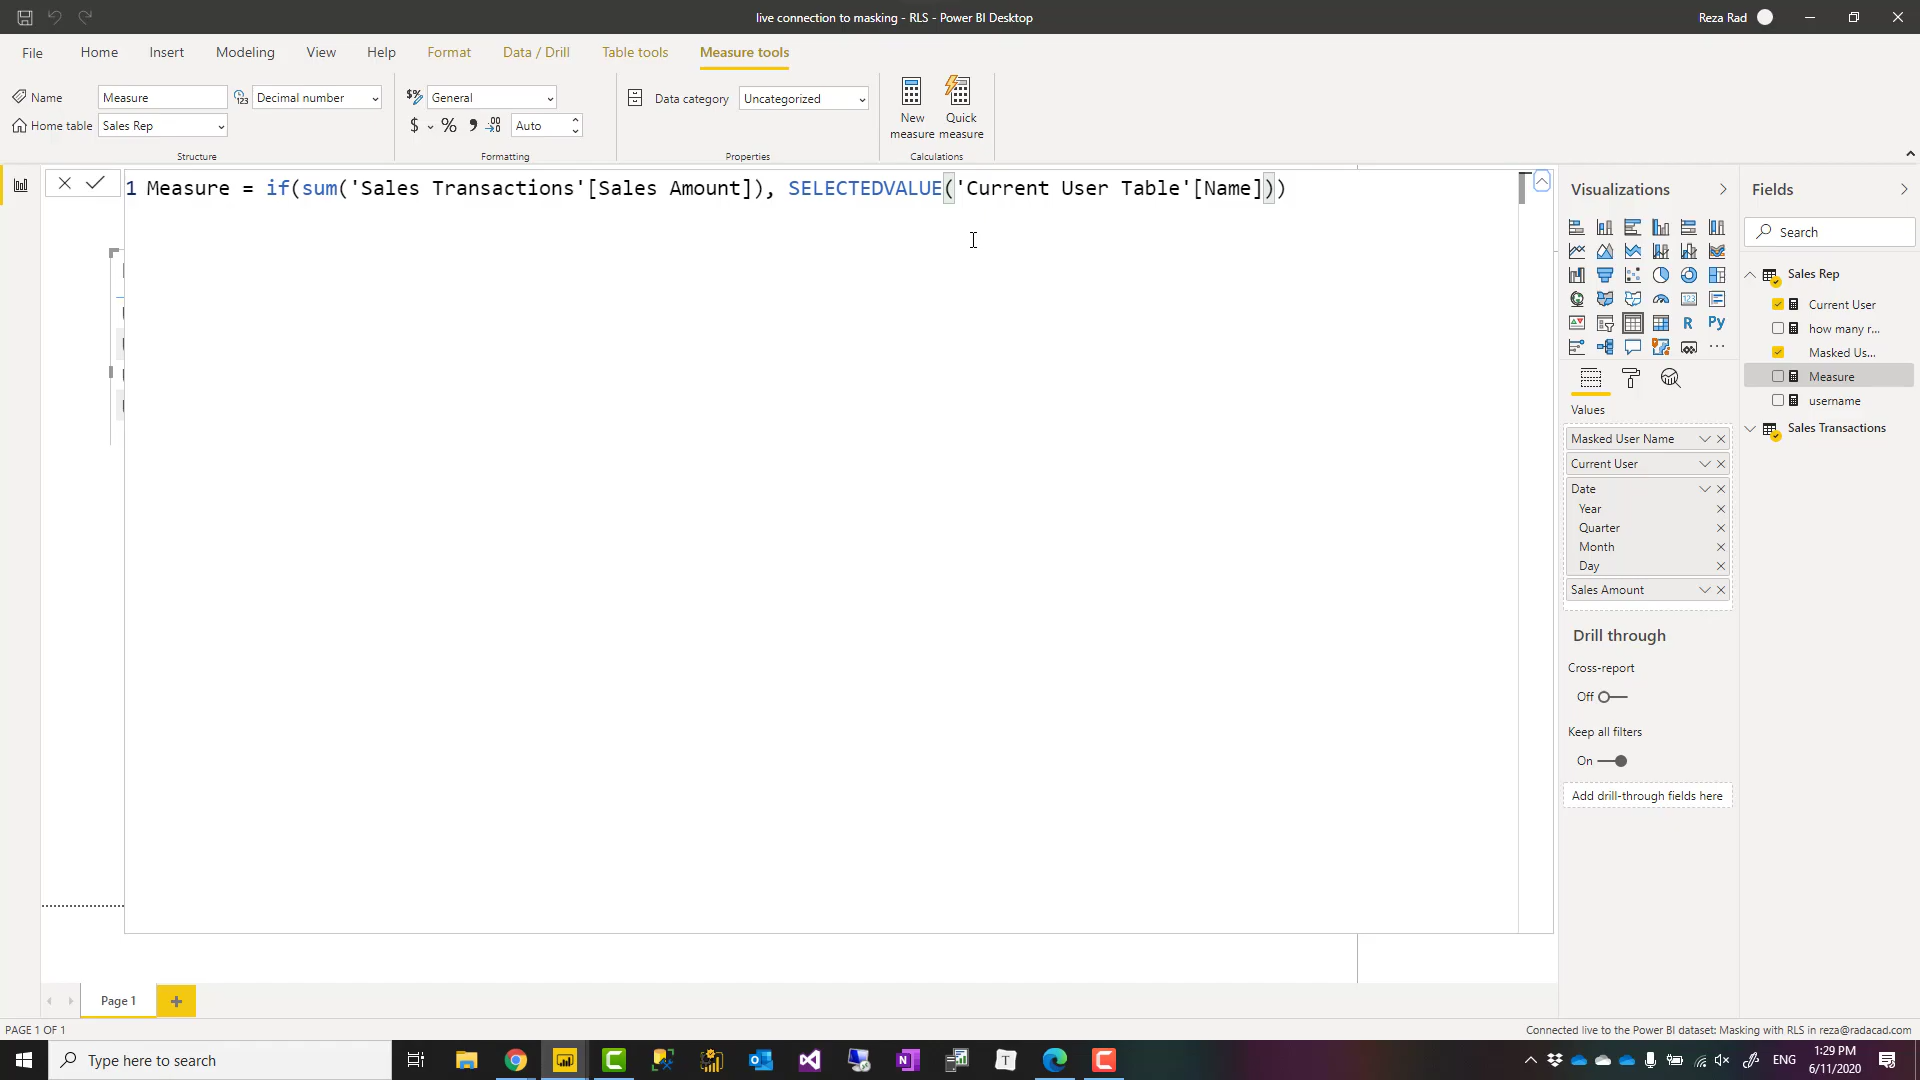 live connection to masking - RLS - Power BI Desktop
Reza Rad
File Home Insert Modeling View Help Format Data / Drill Table tools Measure tools
Name Measure Decimal number General Data category Uncategorized
Home table Sales Rep $ % Auto
New measure
Quick measure
Structure Formatting Properties Calculations
1 Measure = if(sum('Sales Transactions'[Sales Amount]), SELECTEDVALUE('Current User Table'[Name]))
Visualizations
R Py
Values
Masked User Name
Current User
Date
Year
Quarter
Month
Day
Sales Amount
Drill through
Cross-report
Off
Keep all filters
On
Add drill-through fields here
Fields
Search
Sales Rep
Current User
how many r...
Masked Us...
Measure
username
Sales Transactions
Page 1
PAGE 1 OF 1
Connected live to the Power BI dataset: Masking with RLS in reza@radacad.com
Type here to search
ENG
1:29 PM
6/11/2020